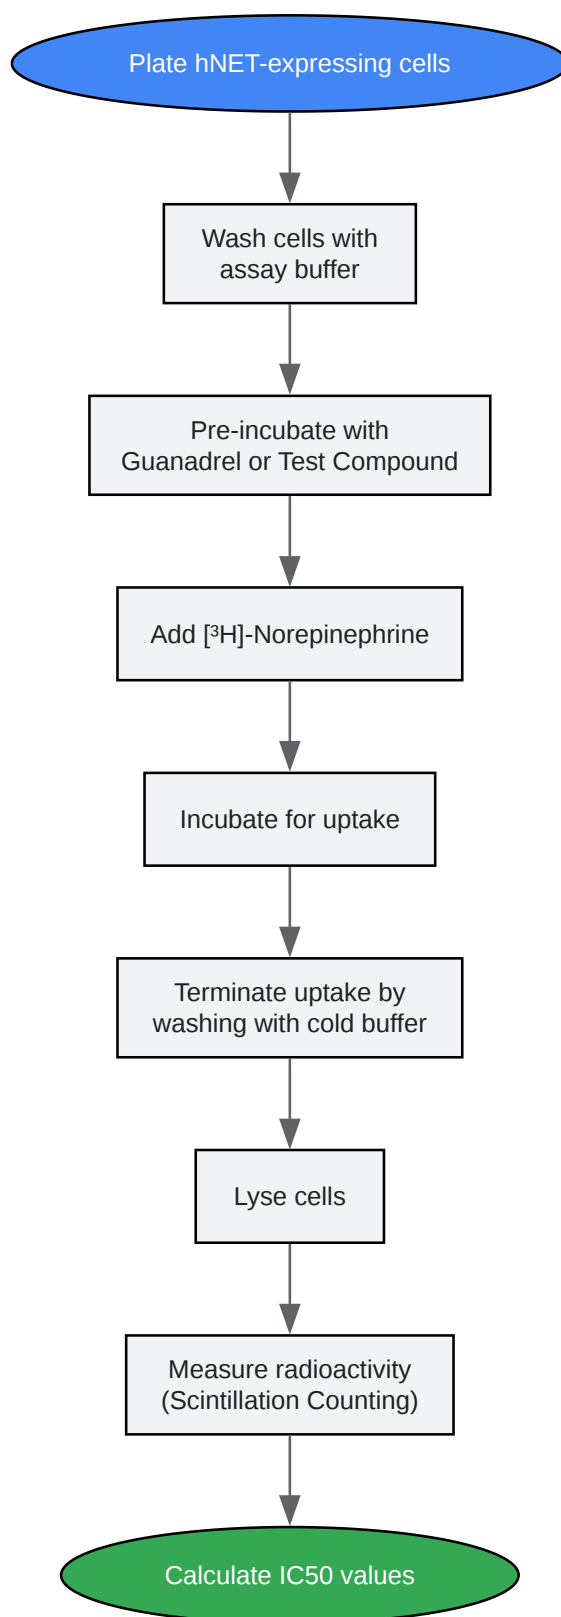 Plate hNET-expressing cells
Wash cells with
assay buffer
Pre-incubate with
Guanadrel or Test Compound
Add [³H]-Norepinephrine
Incubate for uptake
Terminate uptake by
washing with cold buffer
Lyse cells
Measure radioactivity
(Scintillation Counting)
Calculate IC50 values